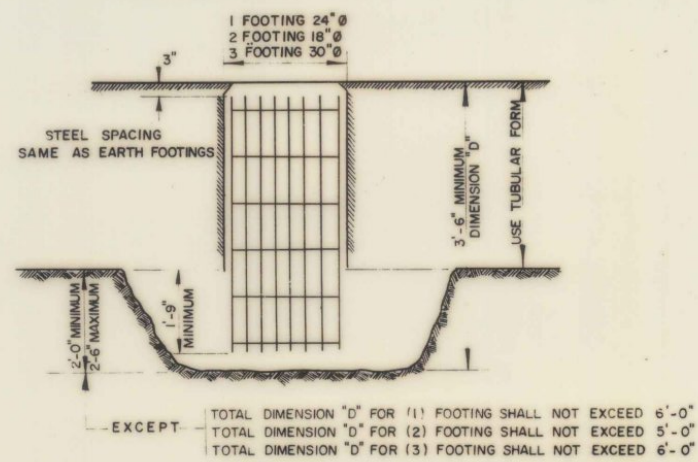 1 FOOTING 24"Ø
2 FOOTING 18"Ø
3 FOOTING 30"Ø
3"
STEEL SPACING
SAME AS EARTH FOOTINGS
3'-6" MINIMUM
DIMENSION "D"
USE TUBULAR FORM
2'-0" MINIMUM
2-6" MAXIMUM
1'-9"
MINIMUM
EXCEPT
TOTAL DIMENSION "D" FOR (1) FOOTING SHALL NOT EXCEED 6'-0"
TOTAL DIMENSION "D" FOR (2) FOOTING SHALL NOT EXCEED 5'-0"
TOTAL DIMENSION "D" FOR (3) FOOTING SHALL NOT EXCEED 6'-0"